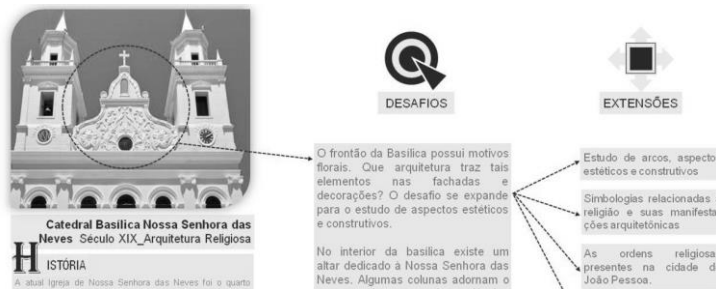 DESAFIOS
EXTENSÕES
O frontão da Basílica possui motivos
florais. Que arquitetura traz tais
elementos nas fachadas e
decorações? O desafio se expande
para o estudo de aspectos estéticos
e construtivos.
No interior da basílica existe um
altar dedicado à Nossa Senhora das
Neves. Algumas colunas adornam o
Estudo de arcos, aspecto
estéticos e construtivos
Simbologias relacionadas
religião e suas manifesta
ções arquitetônicas
As ordens religiosa
presentes na cidade d
João Pessoa.
Catedral Basílica Nossa Senhora das
Neves Século XIX_Arquitetura Religiosa
HISTÓRIA
A atual Igreja de Nossa Senhora das Neves foi o quarto